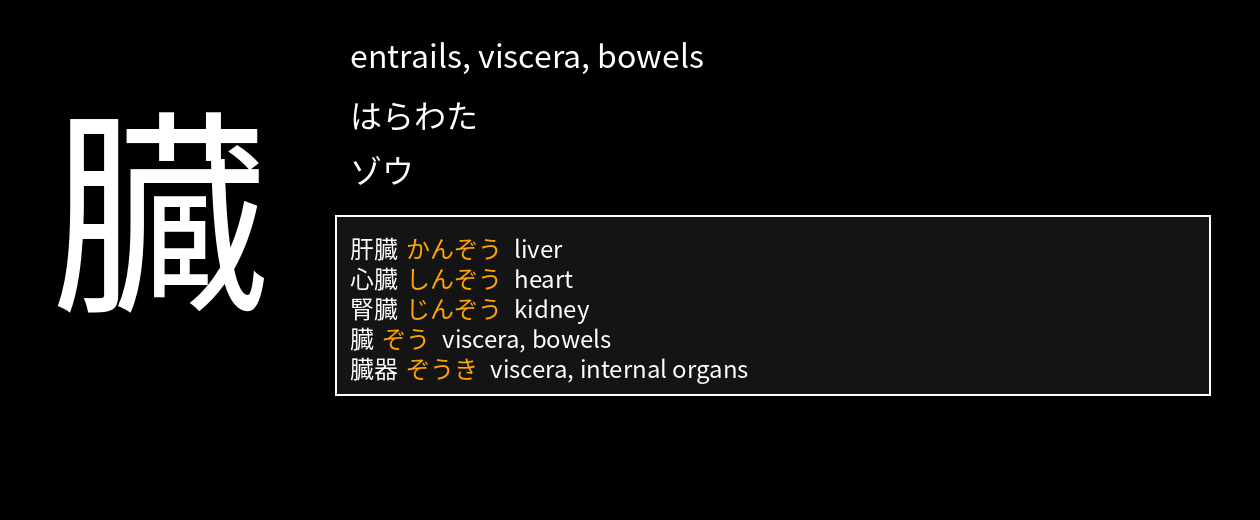 臓
entrails, viscera, bowels
はらわた
ゾウ
肝臓 かんぞう liver
心臓 しんぞう heart
腎臓 じんぞう kidney
臓 ぞう viscera, bowels
臓器 ぞうき viscera, internal organs